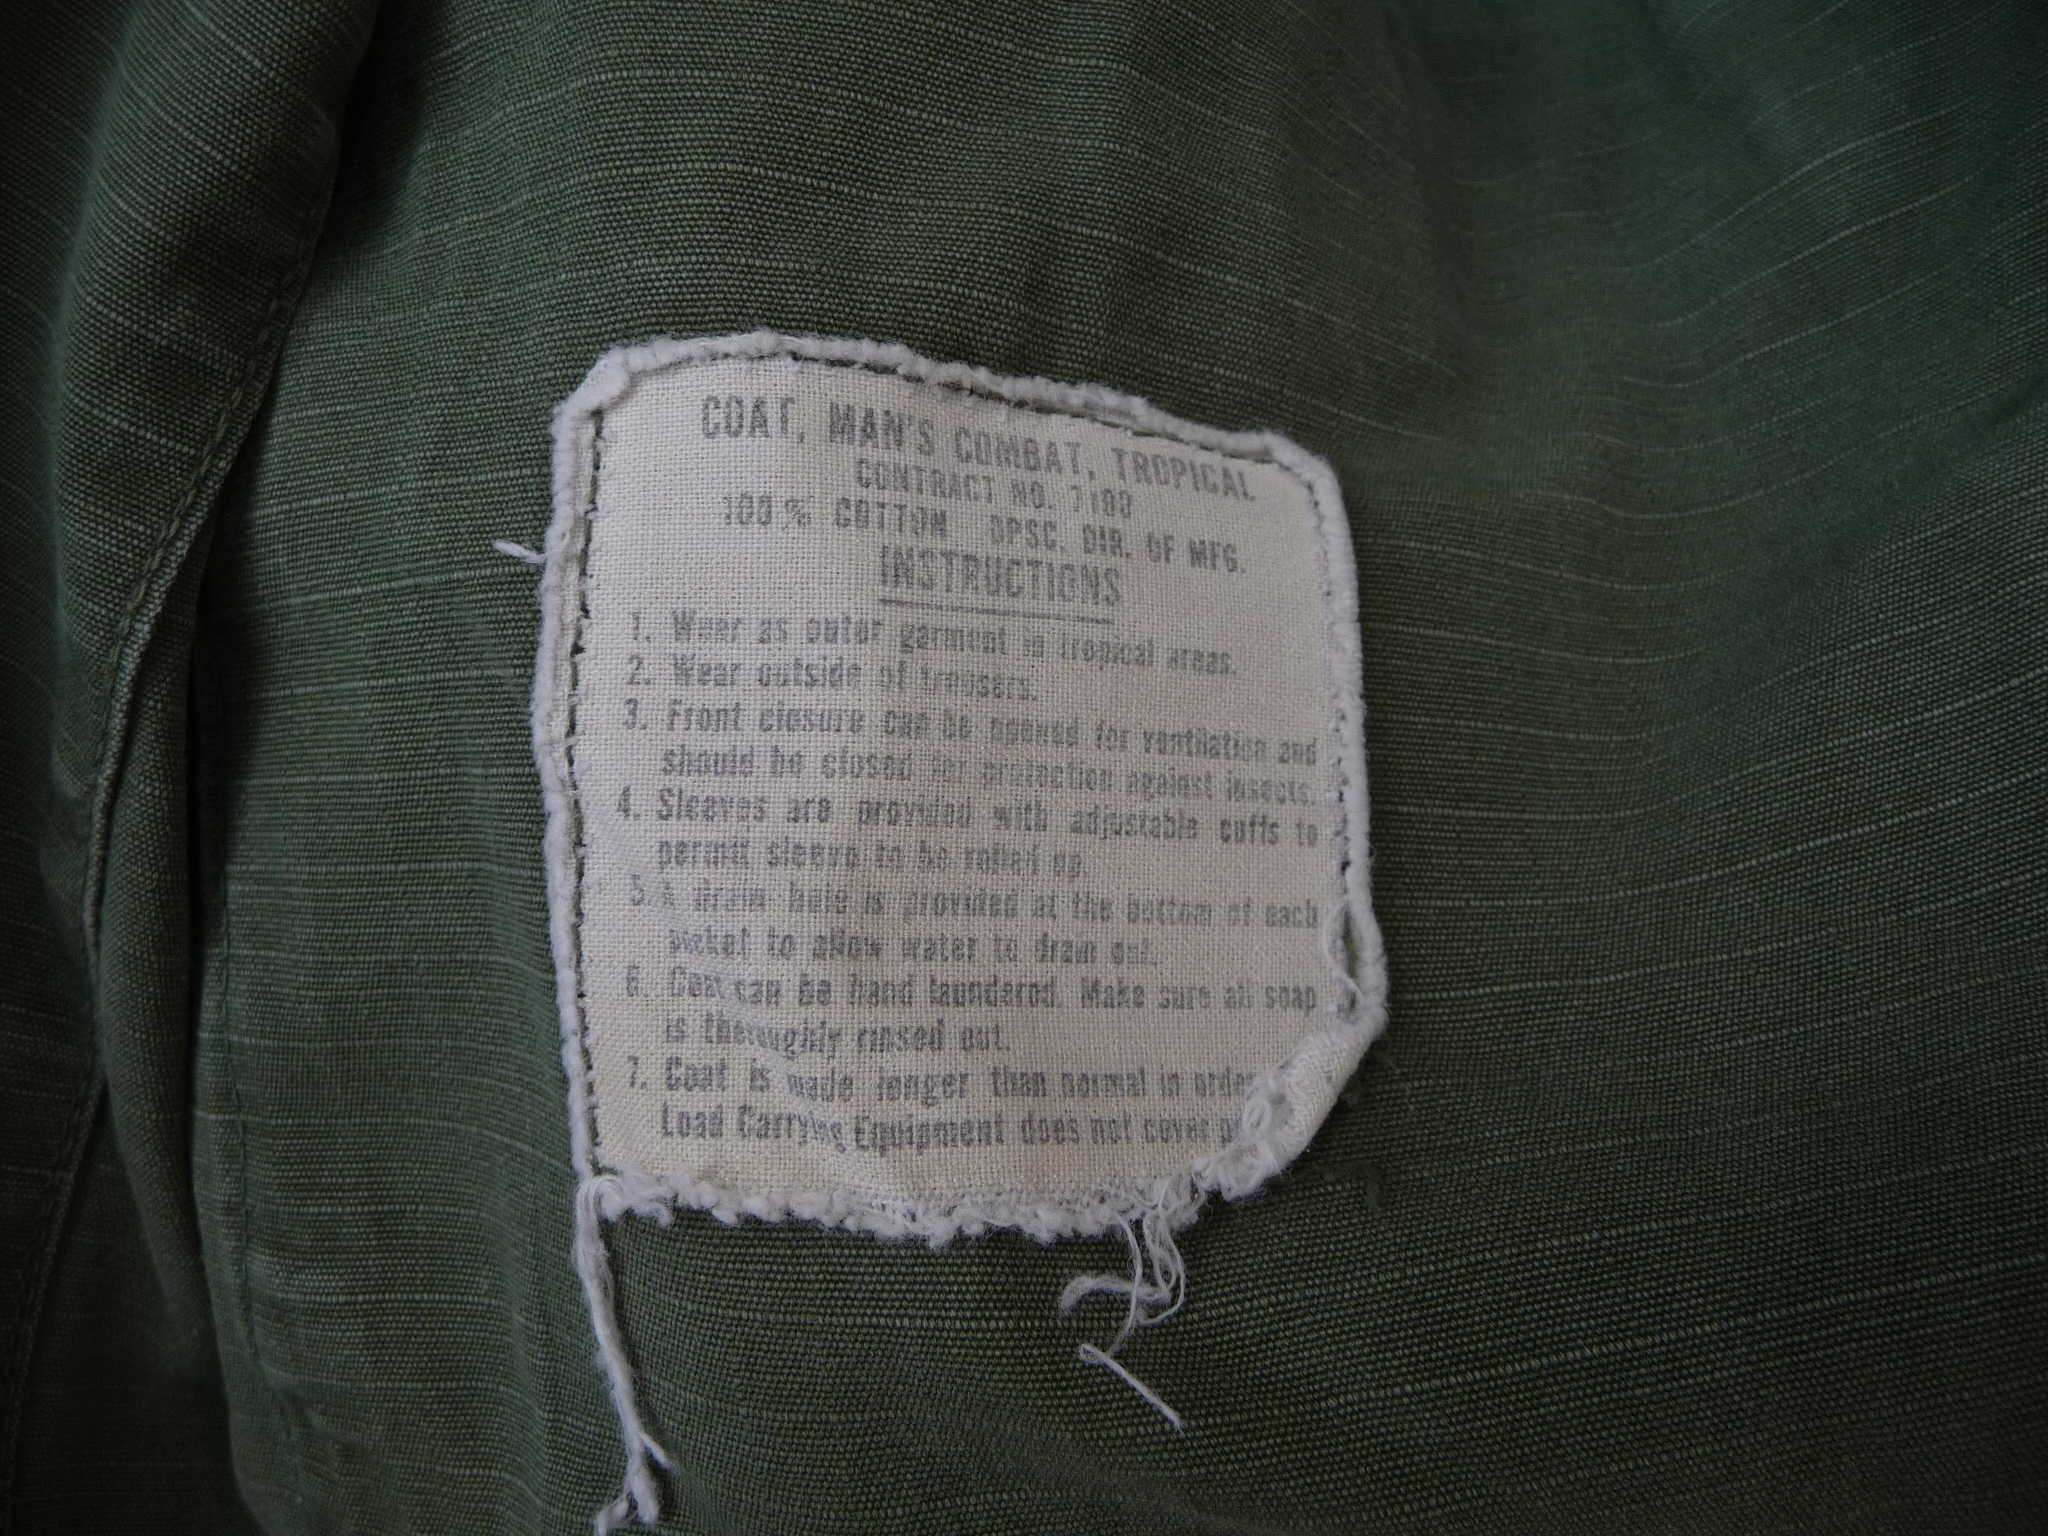 COAT, MAN'S COMBAT, TROPICAL
CONTRACT NO.
100% COTTON DPSC. DIR. OF MFG.
INSTRUCTIONS
1. Wear as outer garment in tropical areas.
2. Wear outside of trousers.
3. Front closure can be opened for ventilation and
should be closed for protection against insects.
4. Sleeves are provided with adjustable cuffs to
permit sleeve to be rolled up.
5. A drain hole is provided at the bottom of each
pocket to allow water to drain out.
6. Coat can be hand laundered. Make sure all soap
is thoroughly rinsed out.
7. Coat is made longer than normal in order
Load Carrying Equipment does not cover